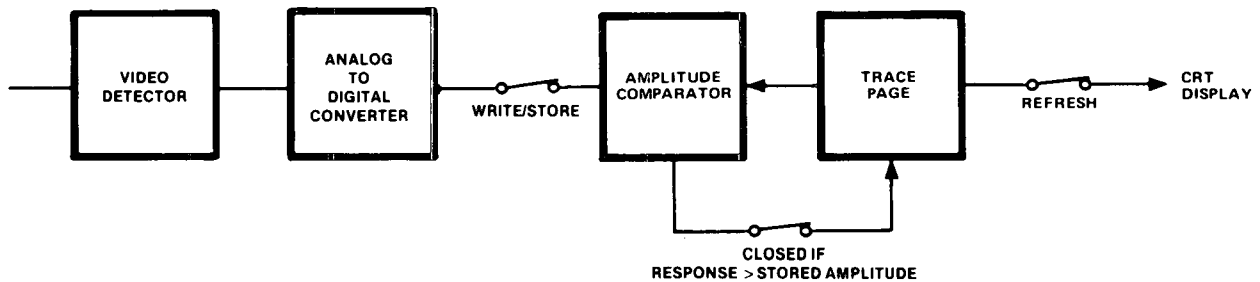 VIDEO
DETECTOR
ANALOG
TO
DIGITAL
CONVERTER
WRITE/STORE
AMPLITUDE
COMPARATOR
TRACE
PAGE
REFRESH
CRT
DISPLAY
CLOSED IF
RESPONSE > STORED AMPLITUDE